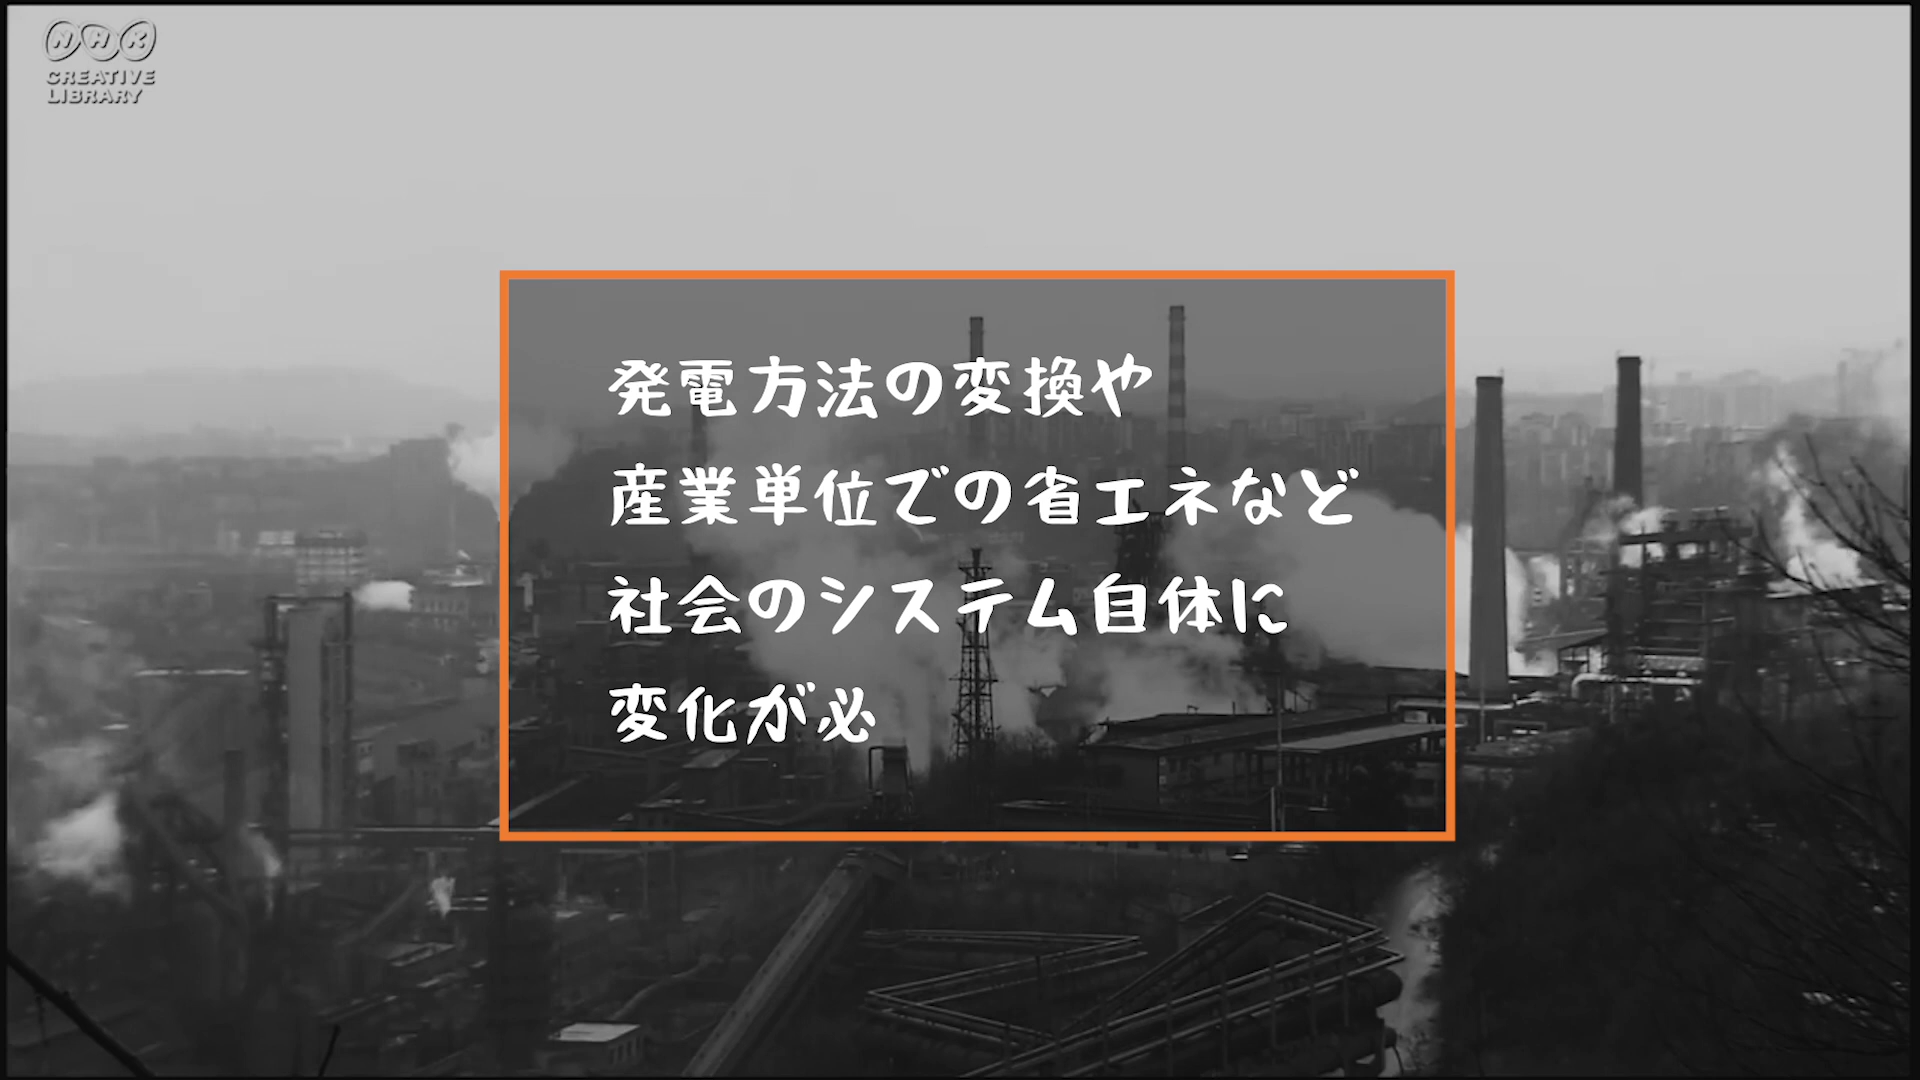 NHK
CREATIVE
LIBRARY
発電方法の変換や
産業単位での省エネなど
社会のシステム自体に
変化が必